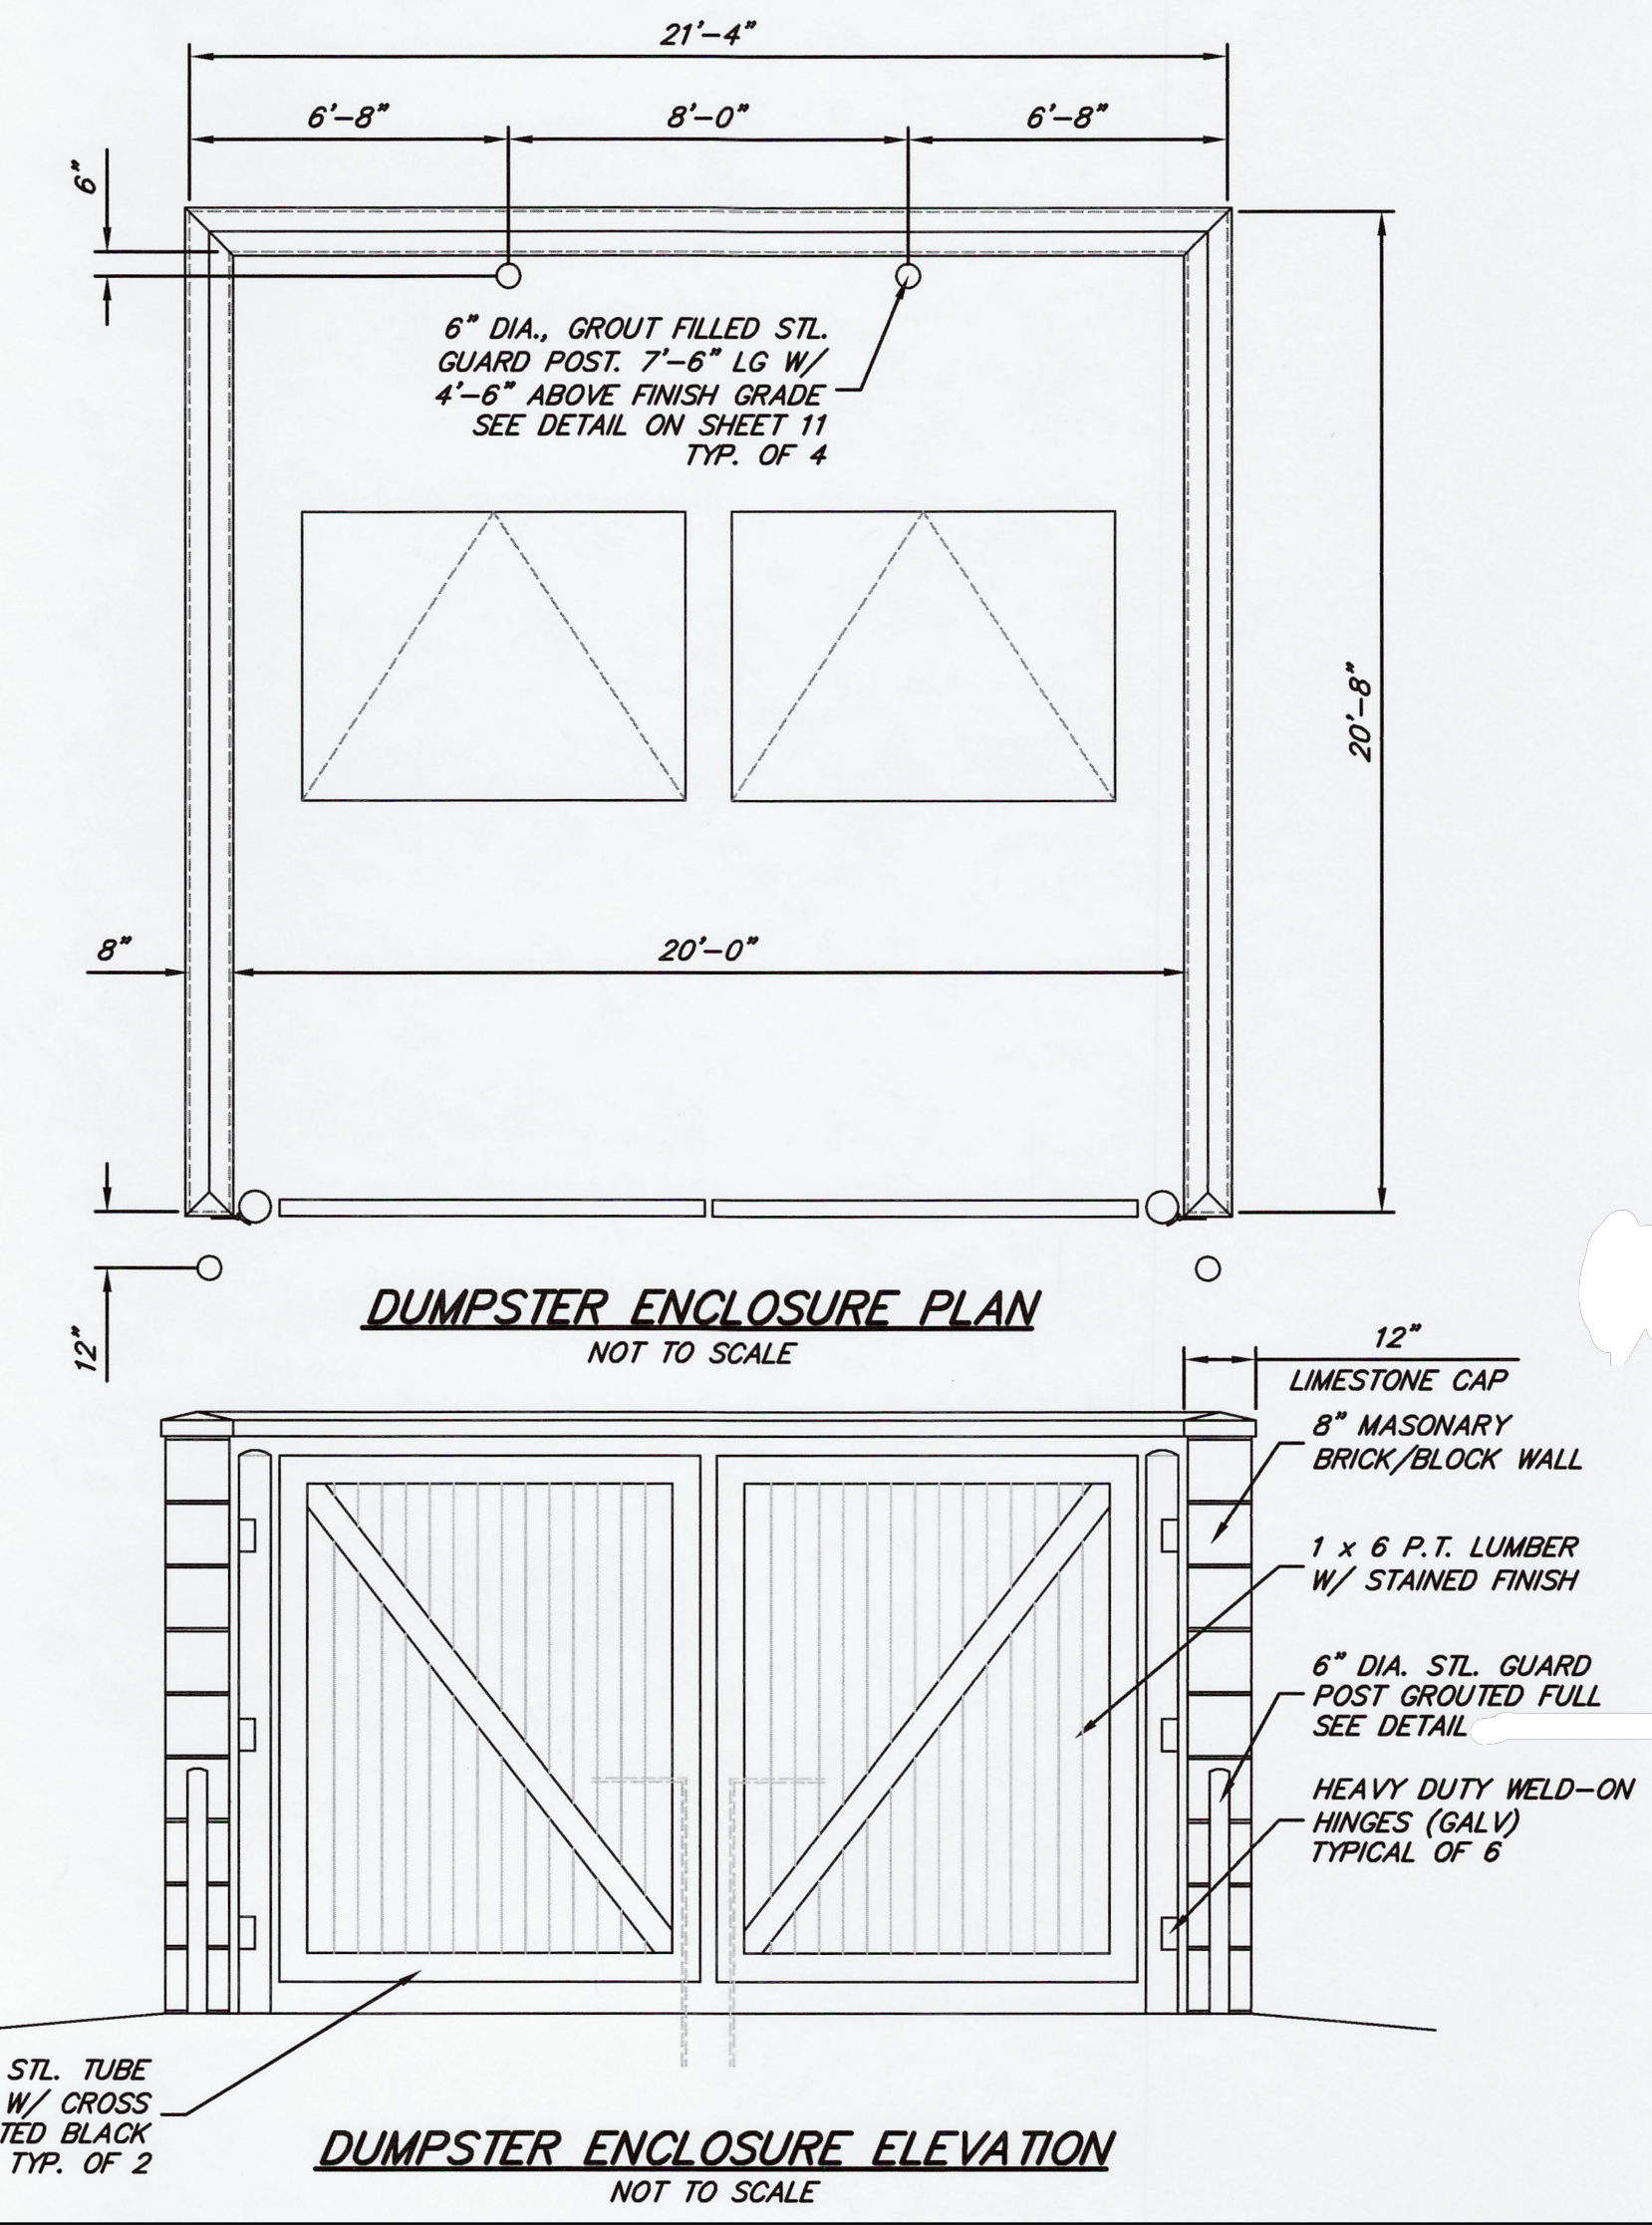 21'-4"
6'-8"
8'-0"
6'-8"
6"
6" DIA., GROUT FILLED STL.
GUARD POST. 7'-6" LG W/
4'-6" ABOVE FINISH GRADE
SEE DETAIL ON SHEET 11
TYP. OF 4
20'-8"
8"
20'-0"
12"
DUMPSTER ENCLOSURE PLAN
NOT TO SCALE
12"
LIMESTONE CAP
8" MASONARY
BRICK/BLOCK WALL
1 x 6 P.T. LUMBER
W/ STAINED FINISH
6" DIA. STL. GUARD
POST GROUTED FULL
SEE DETAIL
HEAVY DUTY WELD-ON
HINGES (GALV)
TYPICAL OF 6
STL. TUBE
W/ CROSS
TED BLACK
TYP. OF 2
DUMPSTER ENCLOSURE ELEVATION
NOT TO SCALE